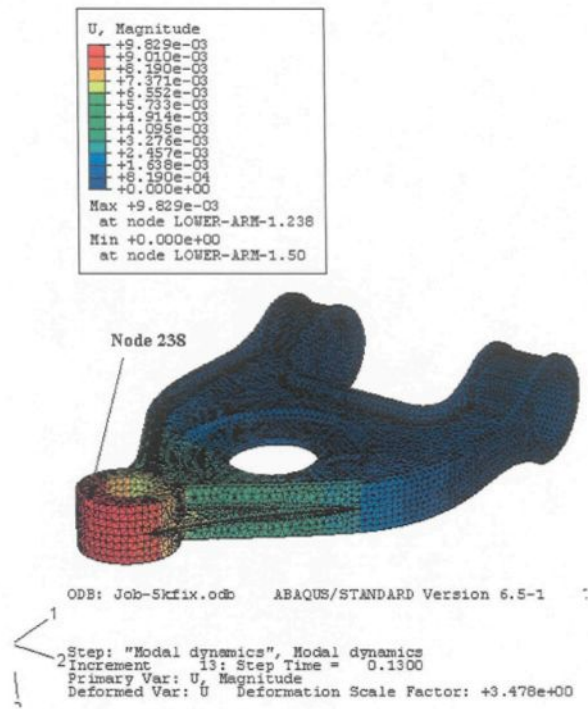 U, Magnitude
+9.829e-03
+9.010e-03
+8.190e-03
+7.371e-03
+6.552e-03
+5.733e-03
+4.914e-03
+4.095e-03
+3.276e-03
+2.457e-03
+1.638e-03
+8.190e-04
+0.000e+00
Max +9.829e-03
at node LOWER-ARM-1.238
Min +0.000e+00
at node LOWER-ARM-1.50
Node 238
ODB: Job-5kfix.odb ABAQUS/STANDARD Version 6.5-1
1
2
Step: "Modal dynamics", Modal dynamics
Increment 13: Step Time = 0.1300
Primary Var: U, Magnitude
Deformed Var: U Deformation Scale Factor: +3.478e+00